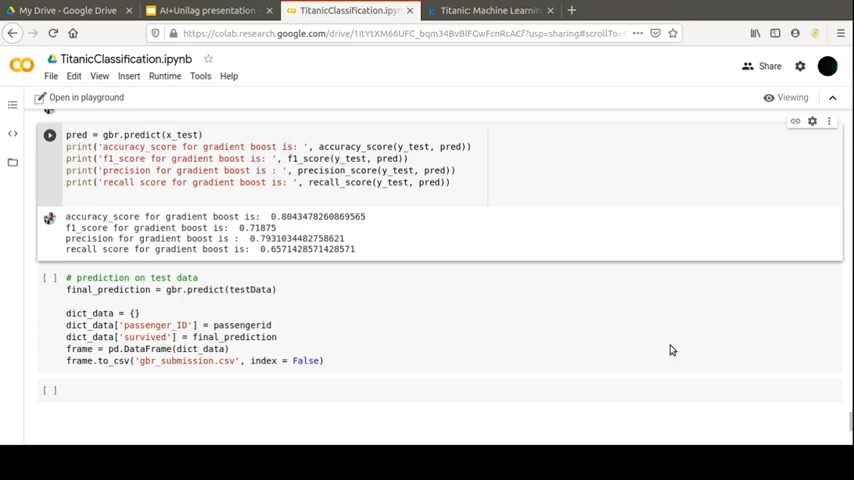 My Drive - Google Drive
AI+Unilag presentation -
TitanicClassification.ipyn
Titanic: Machine Learning
https://colab.research.google.com/drive/
TitanicClassification.ipynb
Share
File Edit View Insert Runtime Tools Help
Open in playground
Viewing
pred = gbr.predict(x_test)
print('accuracy_score for gradient boost is: ', accuracy_score(y_test, pred))
print('f1_score for gradient boost is: ', f1_score(y_test, pred))
print('precision for gradient boost is : ', precision_score(y_test, pred))
print('recall score for gradient boost is: ', recall_score(y_test, pred))
accuracy_score for gradient boost is:  0.8043478260869565
f1_score for gradient boost is:  0.71875
precision for gradient boost is :  0.7931034482758621
recall score for gradient boost is:  0.6571428571428571
[ ] # prediction on test data
final_prediction = gbr.predict(testData)
dict_data = {}
dict_data['passenger_ID'] = passengerid
dict_data['survived'] = final_prediction
frame = pd.DataFrame(dict_data)
frame.to_csv('gbr_submission.csv', index = False)
[ ]